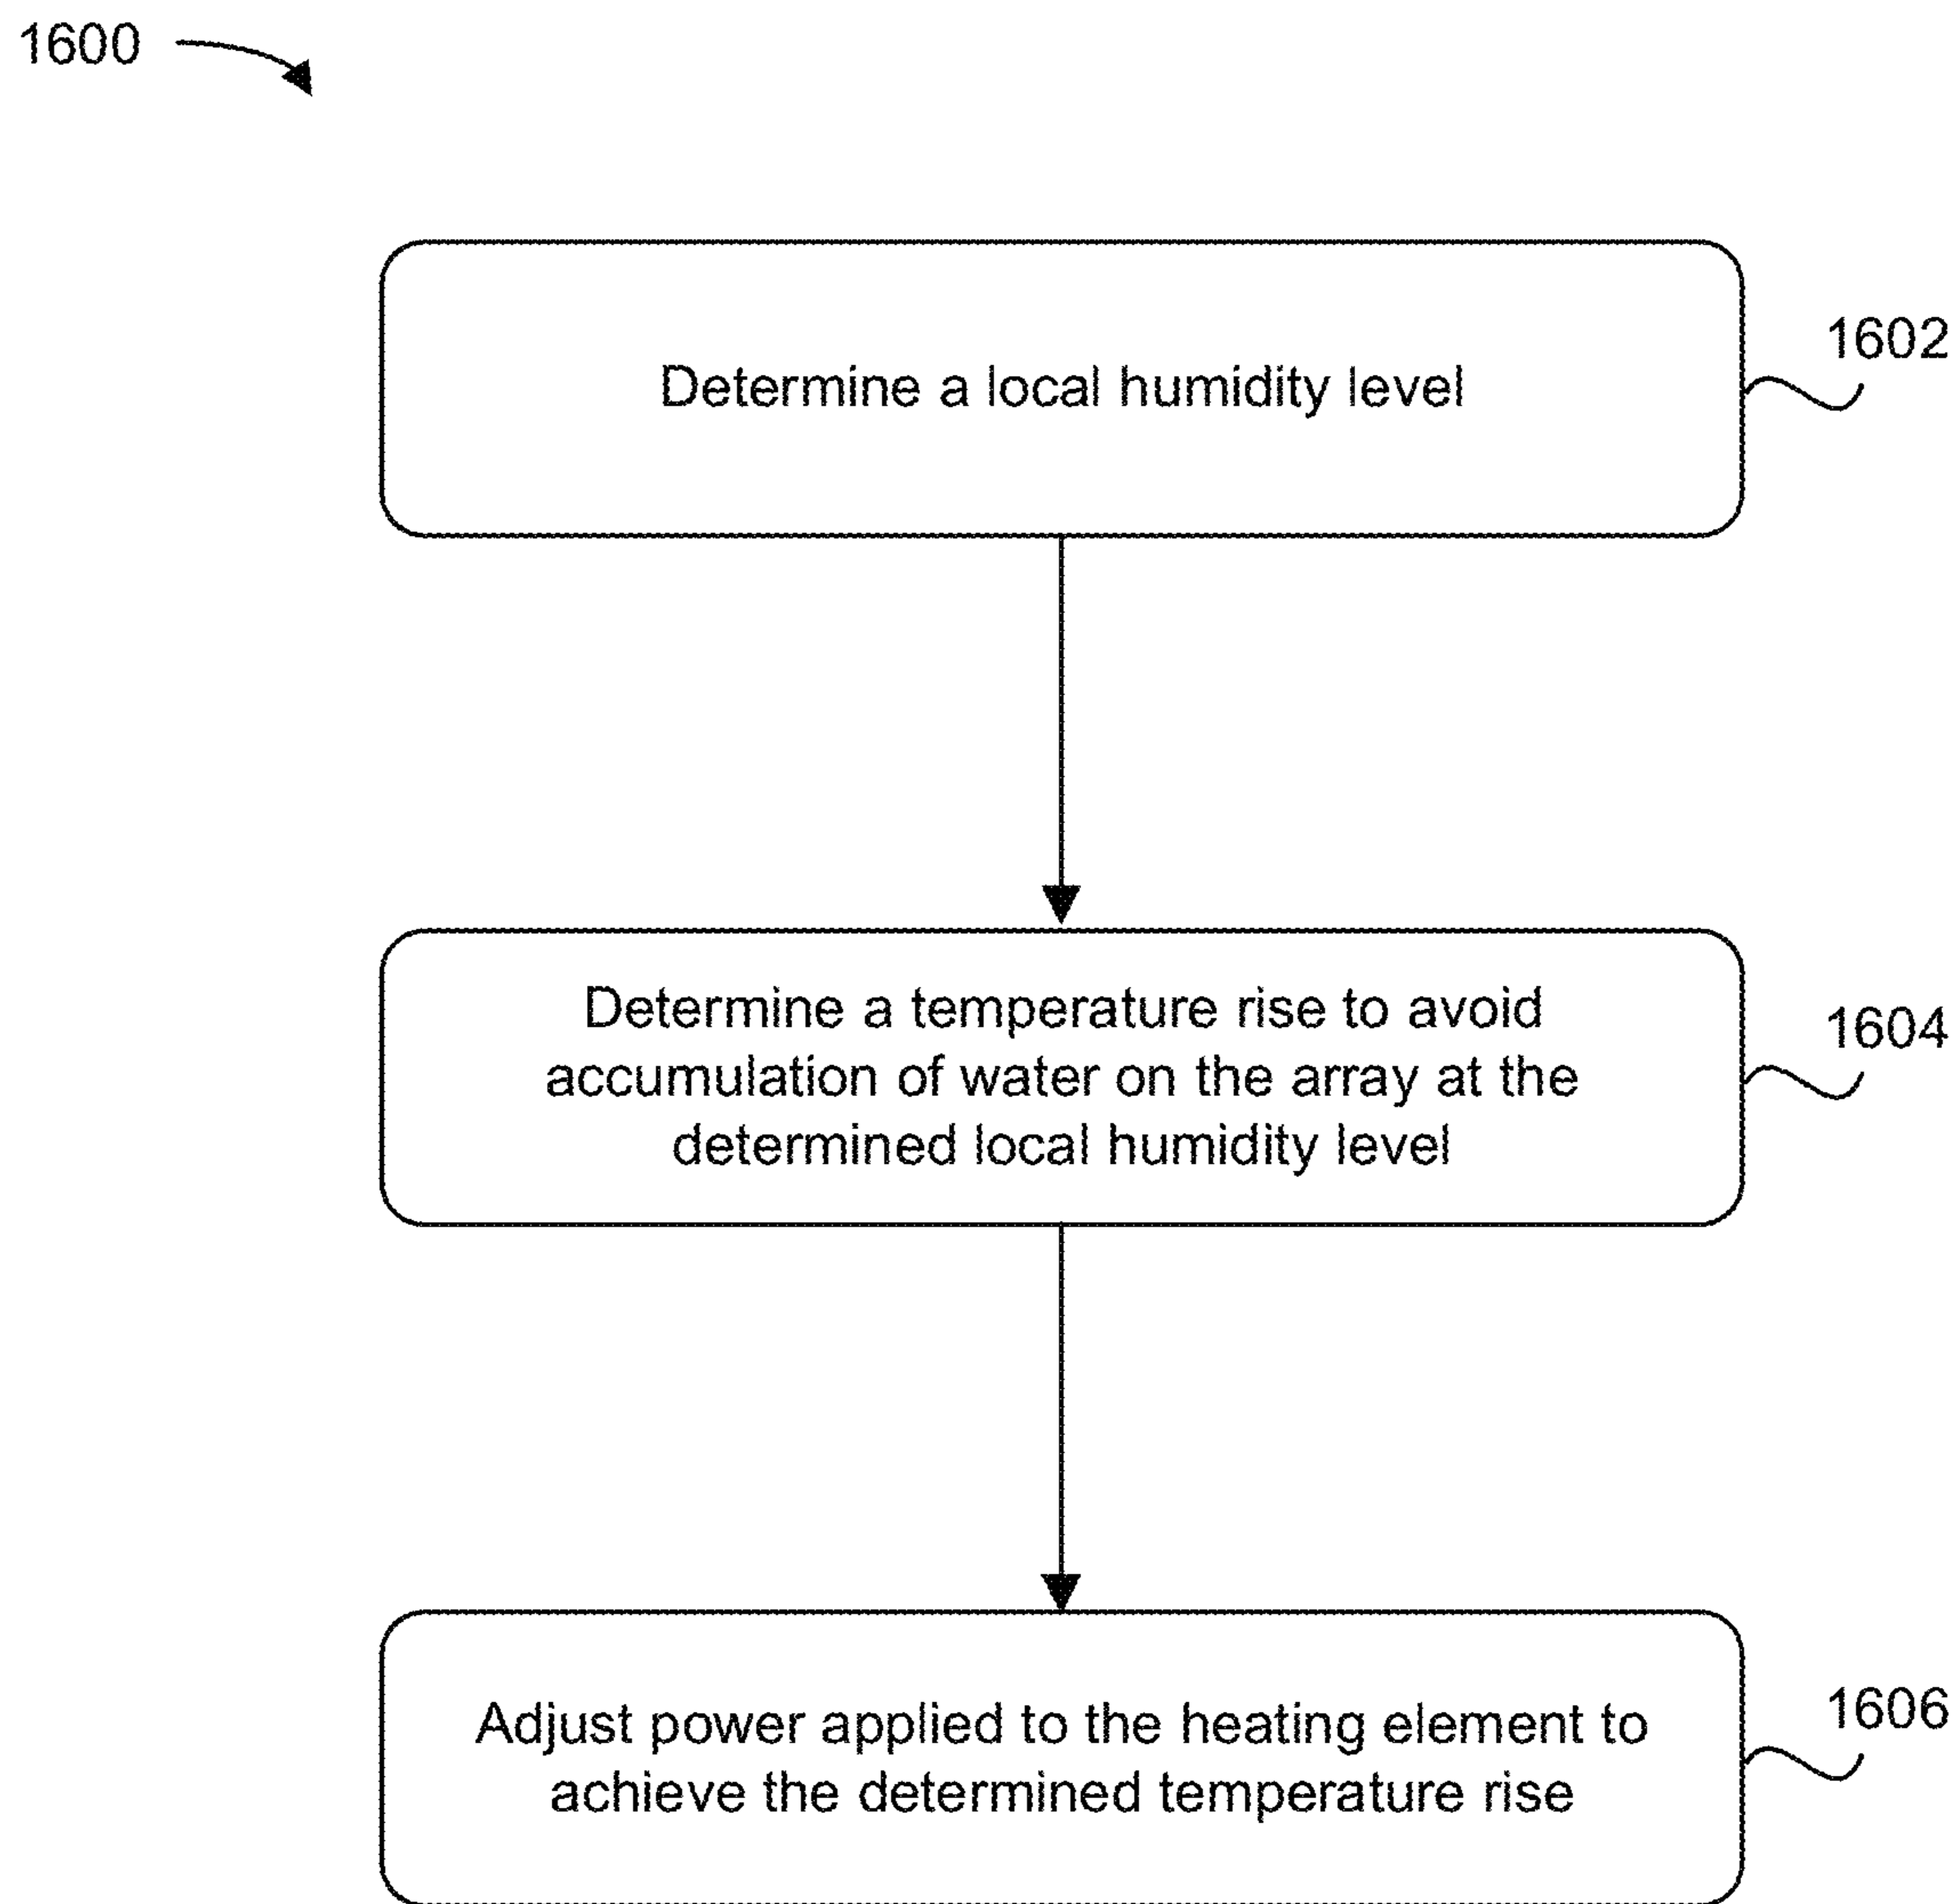 1600
Determine a local humidity level
1602
Determine a temperature rise to avoid
accumulation of water on the array at the
determined local humidity level
1604
Adjust power applied to the heating element to
achieve the determined temperature rise
1606